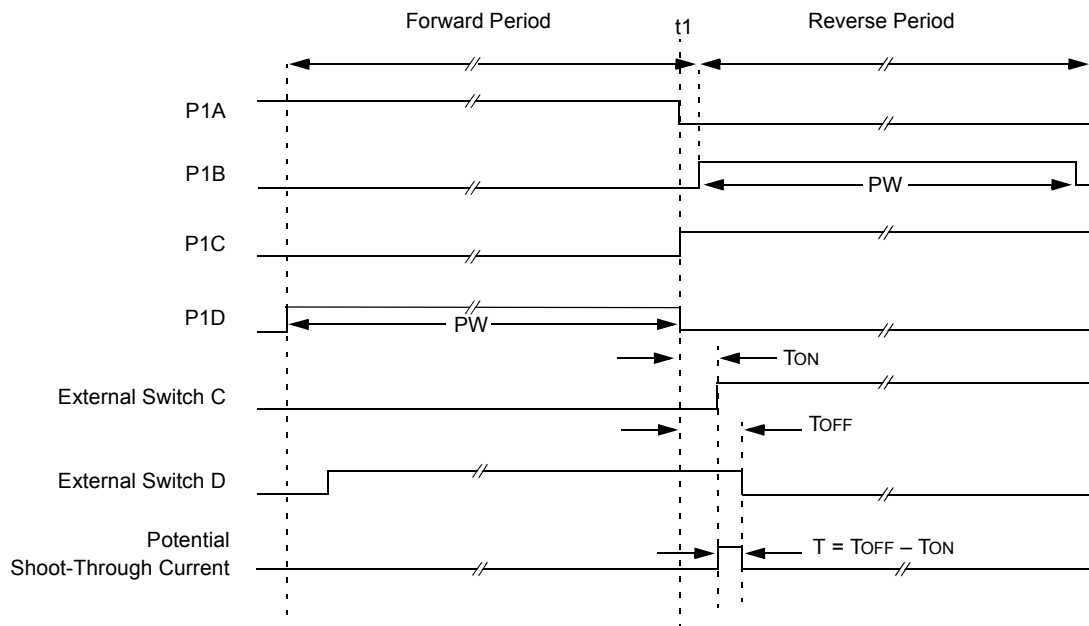 Forward Period
t1
Reverse Period
P1A
P1B
PW
P1C
P1D
PW
TON
External Switch C
TOFF
External Switch D
Potential
Shoot-Through Current
T = TOFF – TON